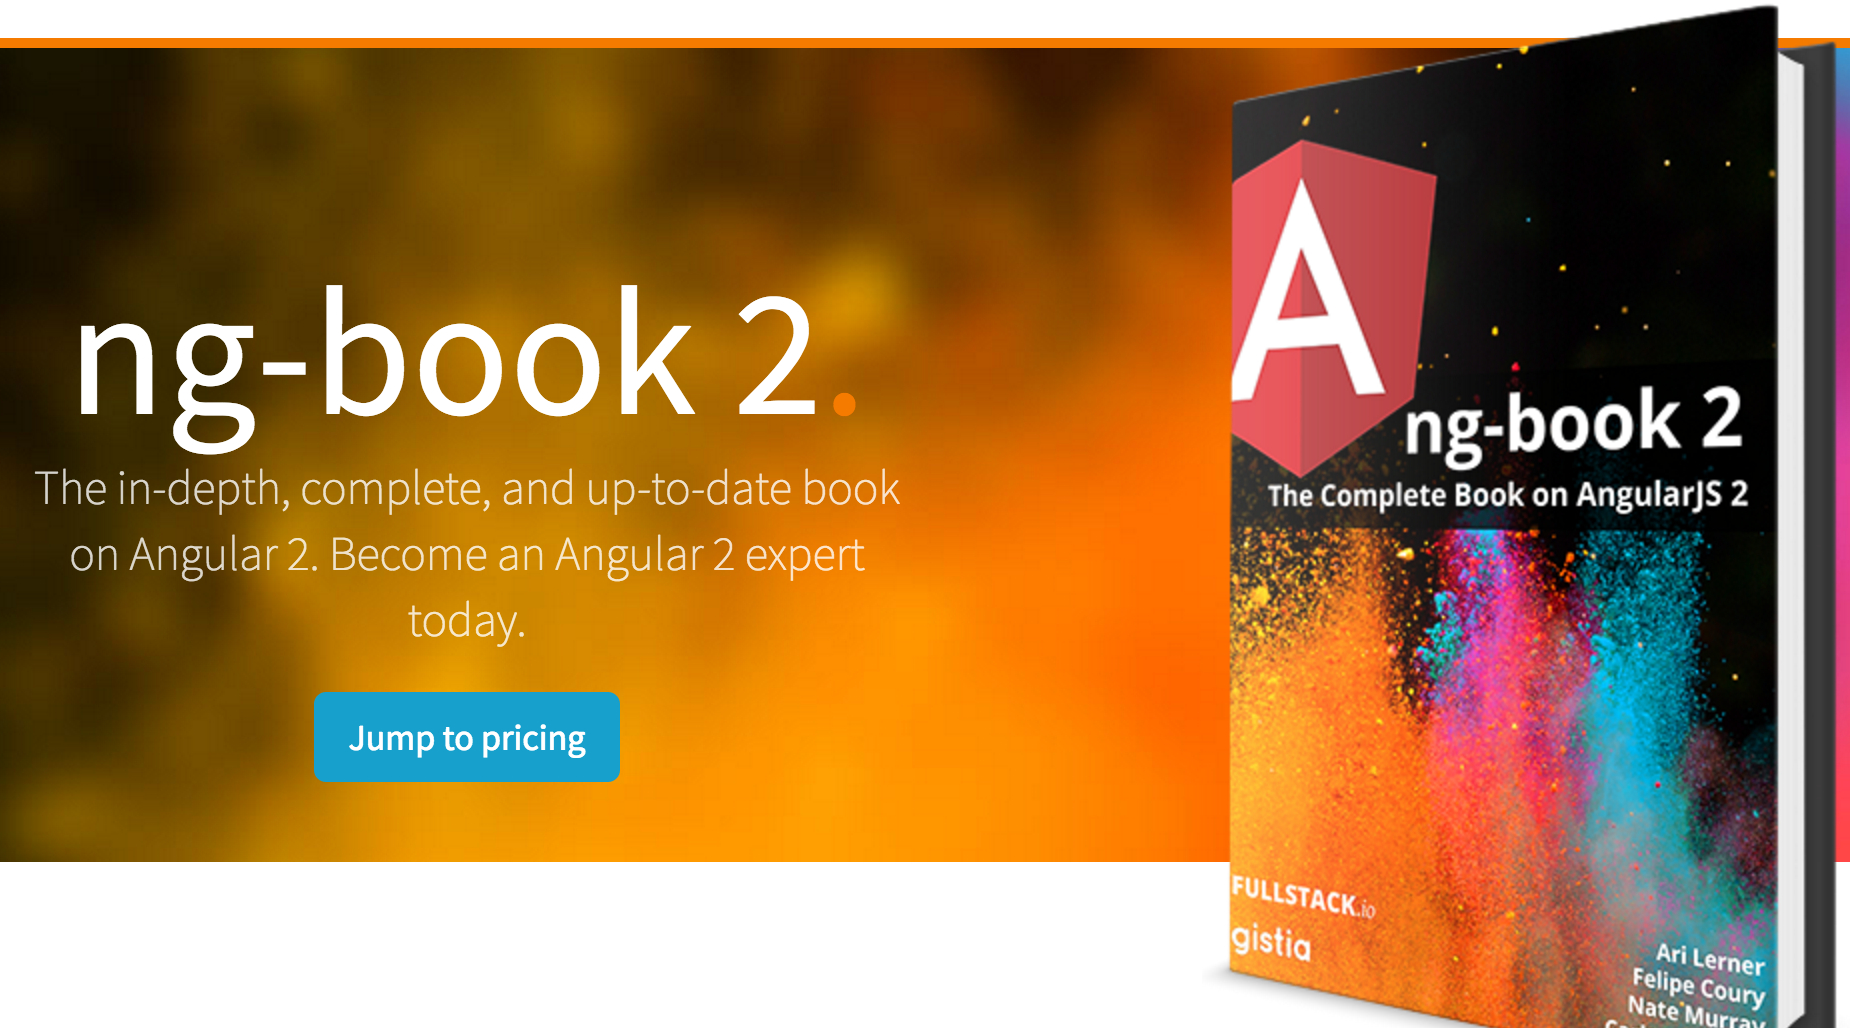 ng-book 2.
The in-depth, complete, and up-to-date book
on Angular 2. Become an Angular 2 expert
today.
Jump to pricing
A
ng-book 2
The Complete Book on AngularJS 2
FULLSTACK.io
gistia
Ari Lerner
Felipe Coury
Nate Murray